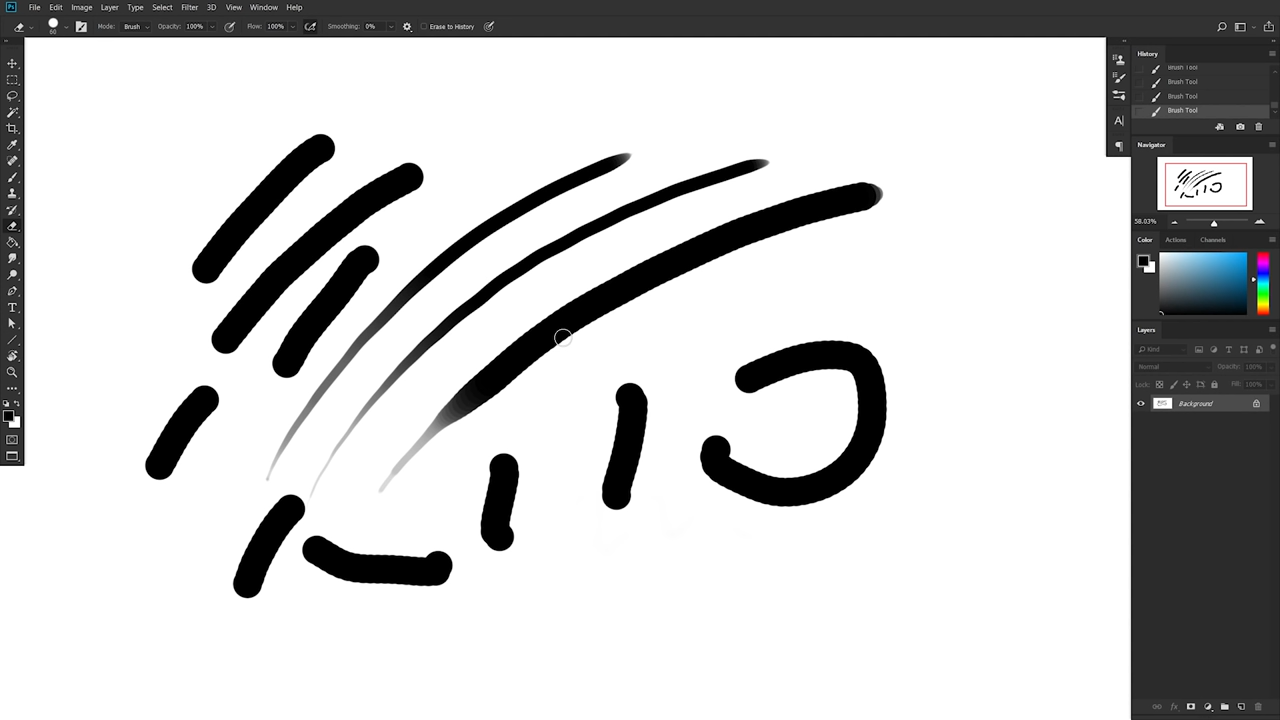 Ps File Edit Image Layer Type Select Filter 3D View Window Help
60 Mode: Brush Opacity: 100% Flow: 100% Smoothing: 0% Erase to History
History
Brush Tool
Brush Tool
Brush Tool
Brush Tool
Navigator
58.03%
Color Actions Channels
Layers
Kind
Normal Opacity: 100%
Lock: Fill: 100%
Background